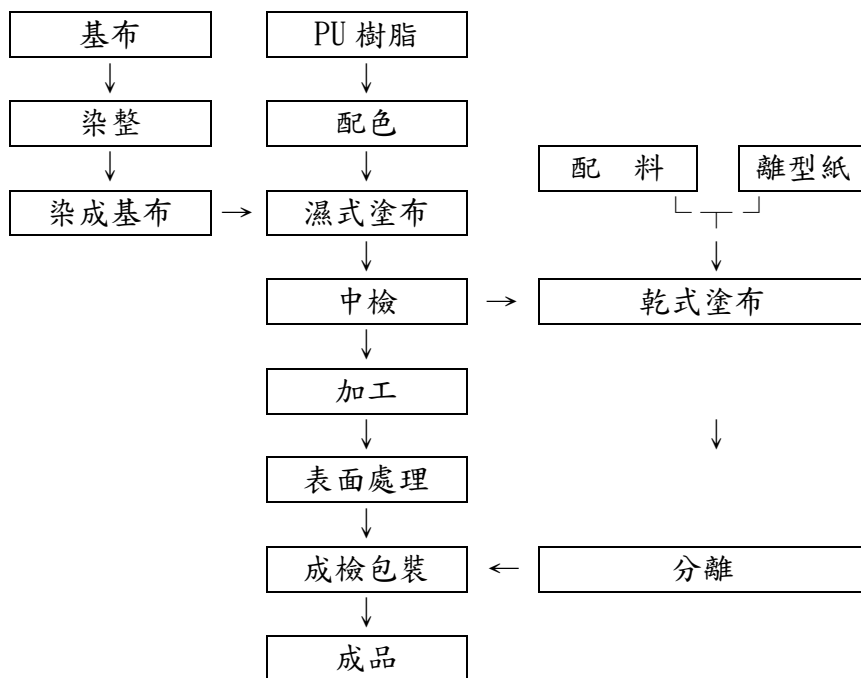 基布
PU 樹脂
染整
配色
配　料
離型紙
染成基布
濕式塗布
中檢
乾式塗布
加工
表面處理
成檢包裝
分離
成品